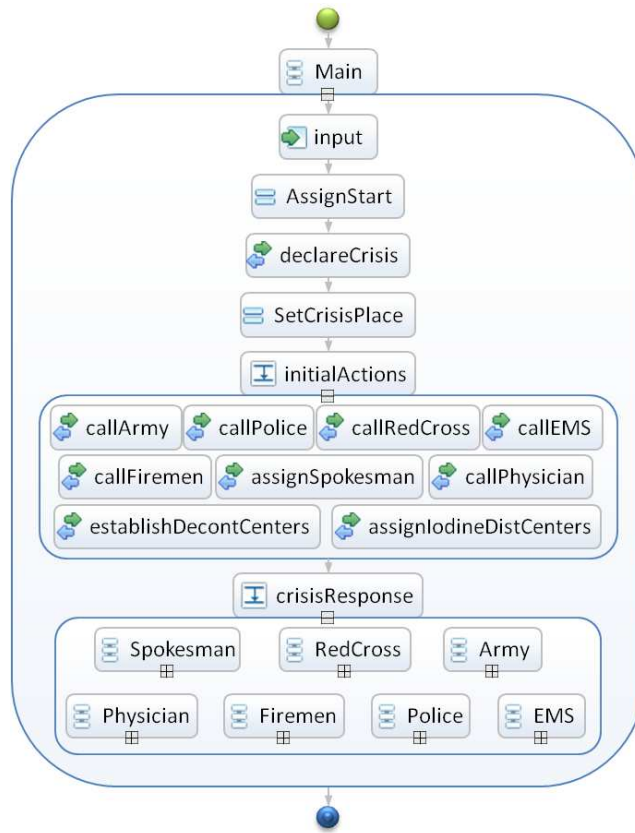 Main
input
AssignStart
declareCrisis
SetCrisisPlace
initialActions
callArmy callPolice callRedCross callEMS
callFiremen assignSpokesman callPhysician
establishDecontCenters assignIodineDistCenters
crisisResponse
Spokesman RedCross Army
Physician Firemen Police EMS